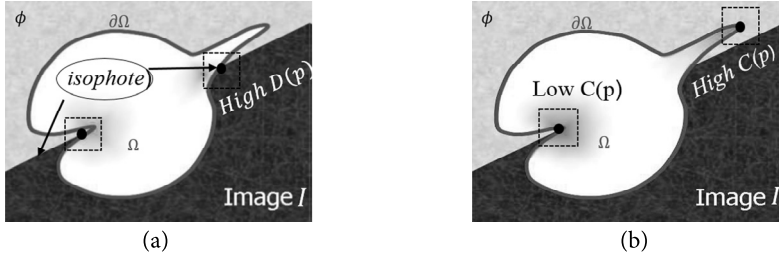 ϕ
∂Ω
isophote
High D(p)
Ω
Image I
(a)
ϕ
∂Ω
High C(p)
Low C(p)
Ω
Image I
(b)